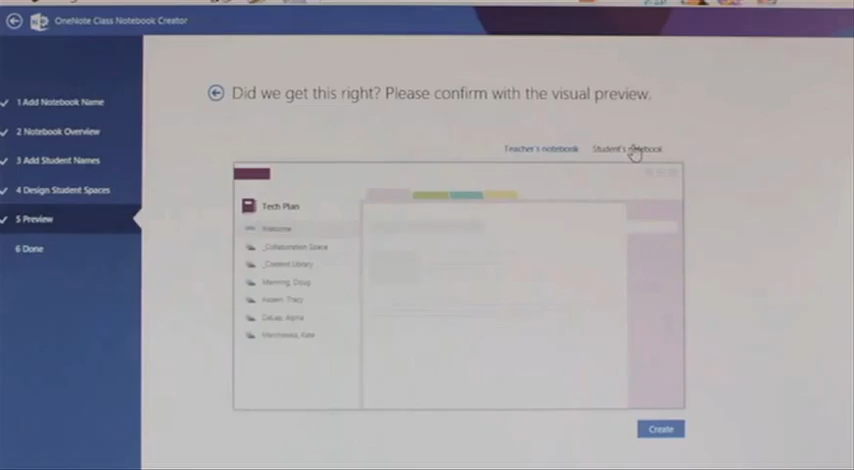 OneNote Class Notebook Creator
1 Add Notebook Name
2 Notebook Overview
3 Add Student Names
4 Design Student Spaces
5 Preview
6 Done
Did we get this right? Please confirm with the visual preview.
Teacher's notebook Student's notebook
Tech Plan
Welcome
_Collaboration Space
_Content Library
Manning, Doug
Tracy
Kate
Create